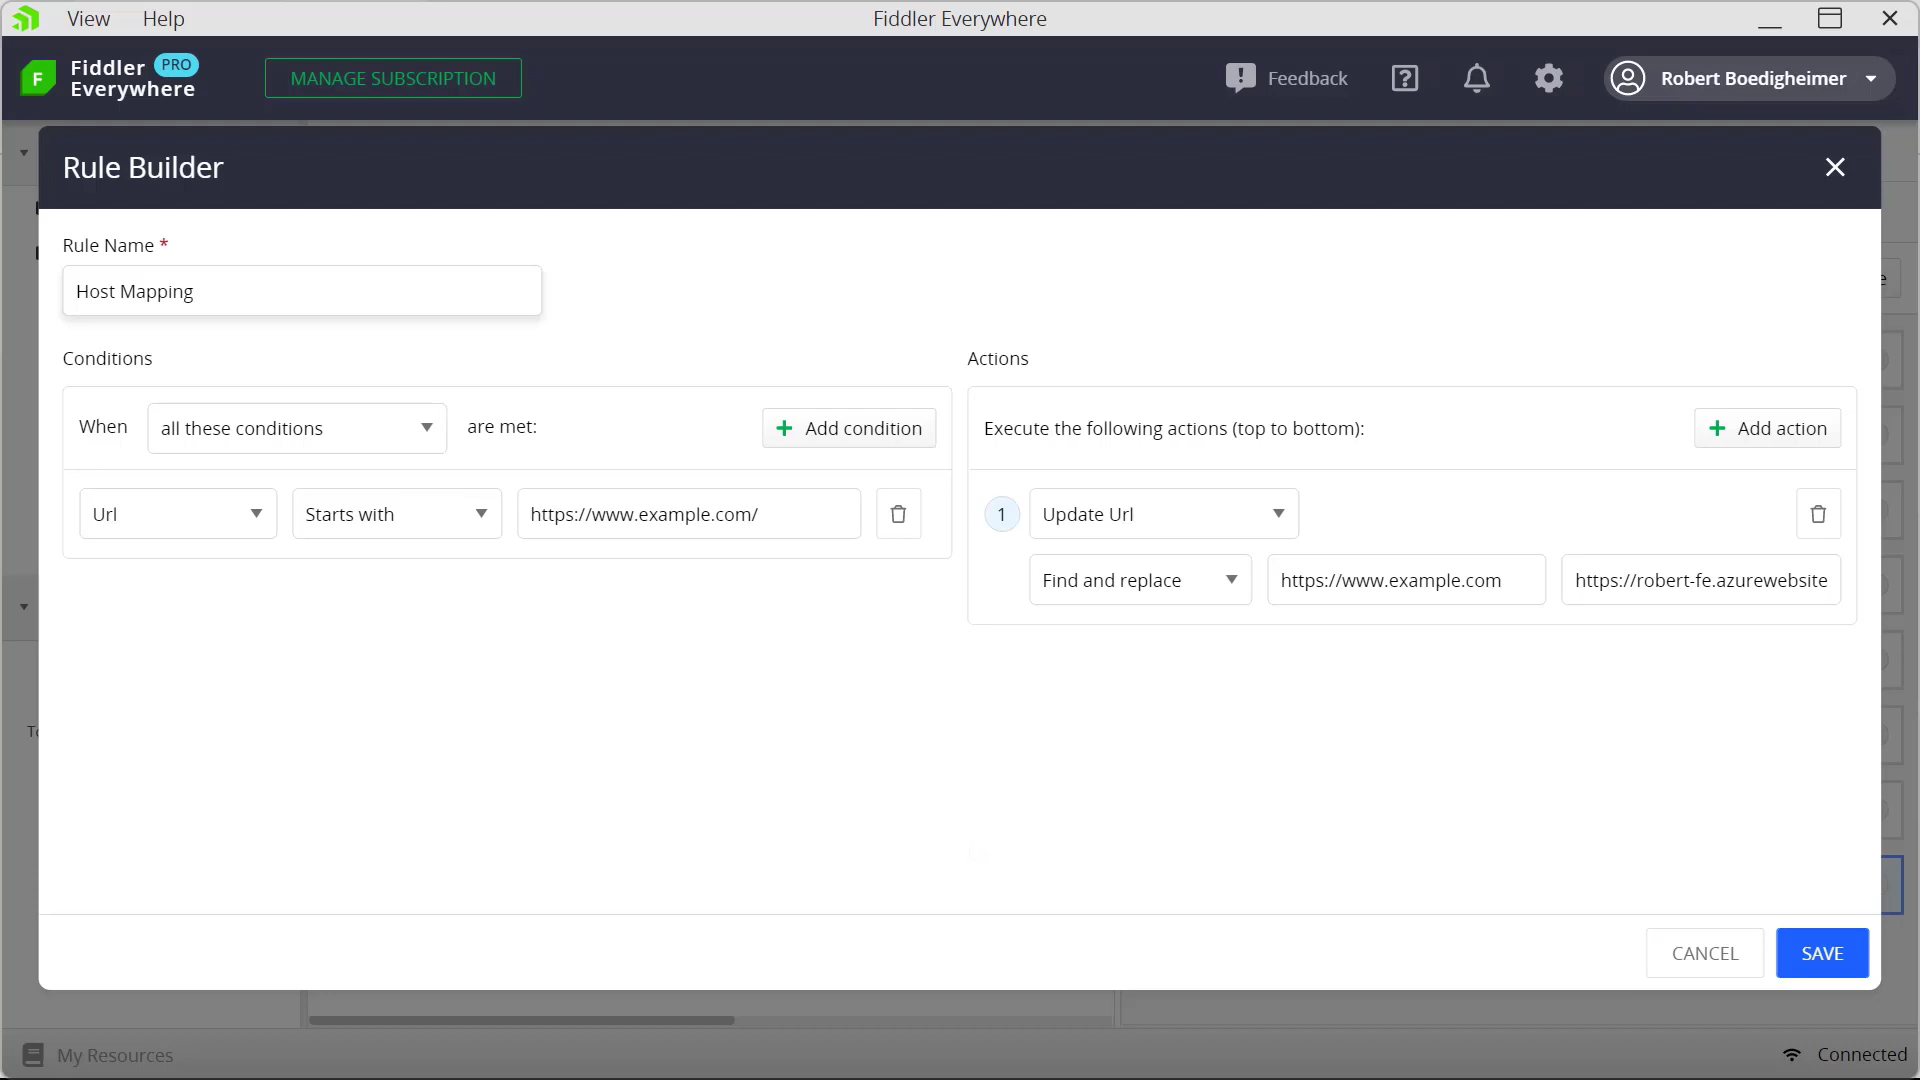 View Help Fiddler Everywhere
Fiddler PRO
Everywhere
MANAGE SUBSCRIPTION
Feedback
Robert Boedigheimer
Rule Builder
Rule Name *
Host Mapping
Conditions
Actions
When all these conditions are met: + Add condition
Execute the following actions (top to bottom): + Add action
Url Starts with https://www.example.com/
1 Update Url
Find and replace https://www.example.com https://robert-fe.azurewebsite
CANCEL SAVE
My Resources
Connected